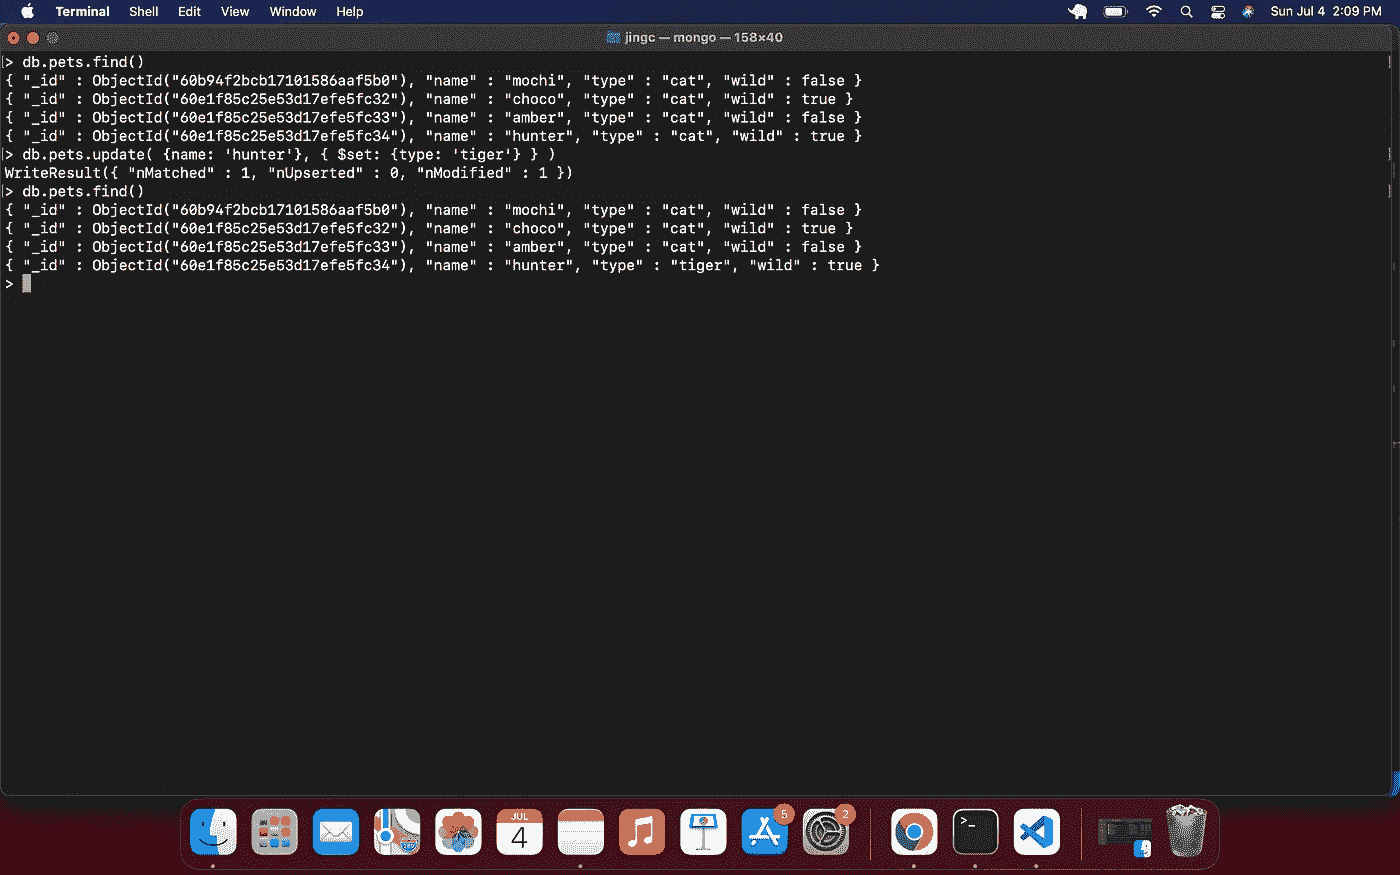 Terminal Shell Edit View Window Help Sun Jul 4 2:09 PM
jingc — mongo — 158×40
> db.pets.find()
{ "_id" : ObjectId("60b94f2bcb17101586aaf5b0"), "name" : "mochi", "type" : "cat", "wild" : false }
{ "_id" : ObjectId("60e1f85c25e53d17efe5fc32"), "name" : "choco", "type" : "cat", "wild" : true }
{ "_id" : ObjectId("60e1f85c25e53d17efe5fc33"), "name" : "amber", "type" : "cat", "wild" : false }
{ "_id" : ObjectId("60e1f85c25e53d17efe5fc34"), "name" : "hunter", "type" : "cat", "wild" : true }
> db.pets.update( {name: 'hunter'}, { $set: {type: 'tiger'} } )
WriteResult({ "nMatched" : 1, "nUpserted" : 0, "nModified" : 1 })
> db.pets.find()
{ "_id" : ObjectId("60b94f2bcb17101586aaf5b0"), "name" : "mochi", "type" : "cat", "wild" : false }
{ "_id" : ObjectId("60e1f85c25e53d17efe5fc32"), "name" : "choco", "type" : "cat", "wild" : true }
{ "_id" : ObjectId("60e1f85c25e53d17efe5fc33"), "name" : "amber", "type" : "cat", "wild" : false }
{ "_id" : ObjectId("60e1f85c25e53d17efe5fc34"), "name" : "hunter", "type" : "tiger", "wild" : true }
>
JUL
4
5
2
>_